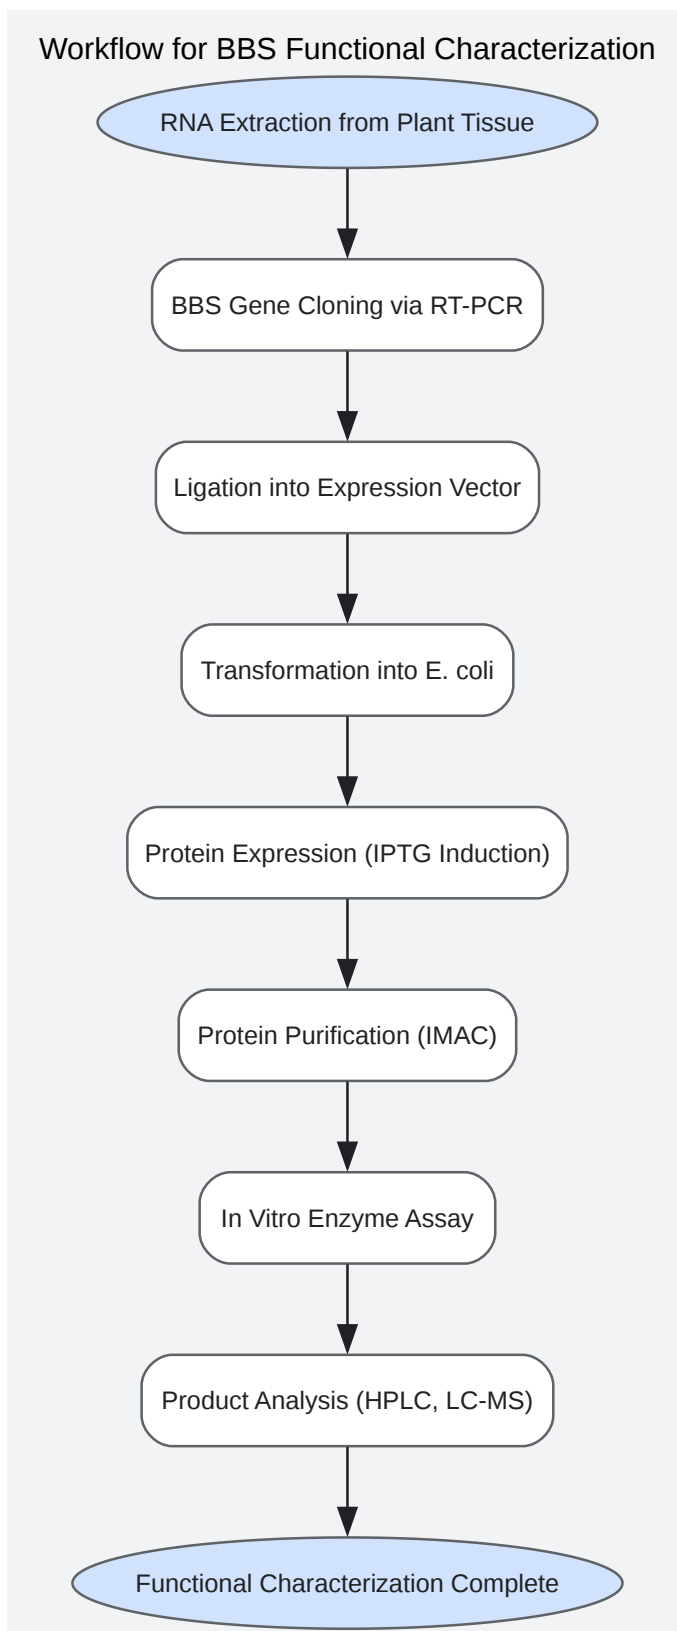 Workflow for BBS Functional Characterization
RNA Extraction from Plant Tissue
BBS Gene Cloning via RT-PCR
Ligation into Expression Vector
Transformation into E. coli
Protein Expression (IPTG Induction)
Protein Purification (IMAC)
In Vitro Enzyme Assay
Product Analysis (HPLC, LC-MS)
Functional Characterization Complete